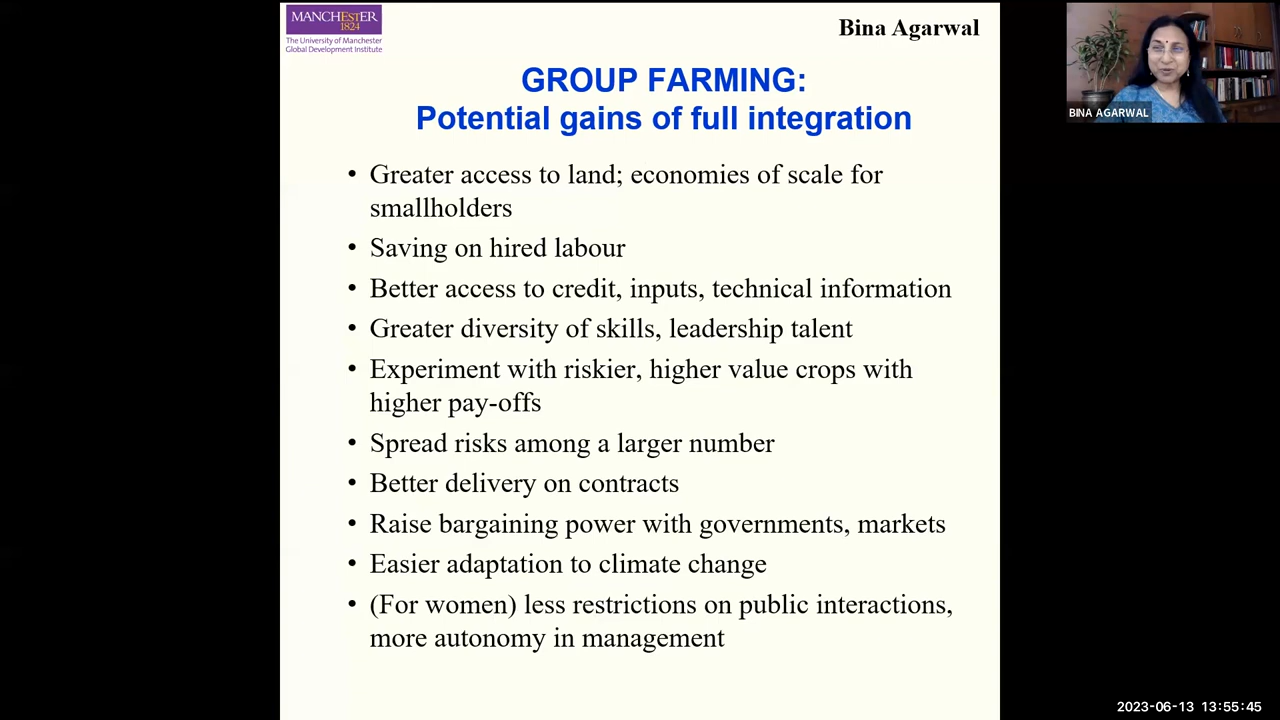 MANCHESTER
1824
The University of Manchester
Global Development Institute
Bina Agarwal
GROUP FARMING:
Potential gains of full integration
• Greater access to land; economies of scale for
smallholders
• Saving on hired labour
• Better access to credit, inputs, technical information
• Greater diversity of skills, leadership talent
• Experiment with riskier, higher value crops with
higher pay-offs
• Spread risks among a larger number
• Better delivery on contracts
• Raise bargaining power with governments, markets
• Easier adaptation to climate change
• (For women) less restrictions on public interactions,
more autonomy in management
BINA AGARWAL
2023-06-13 13:55:45